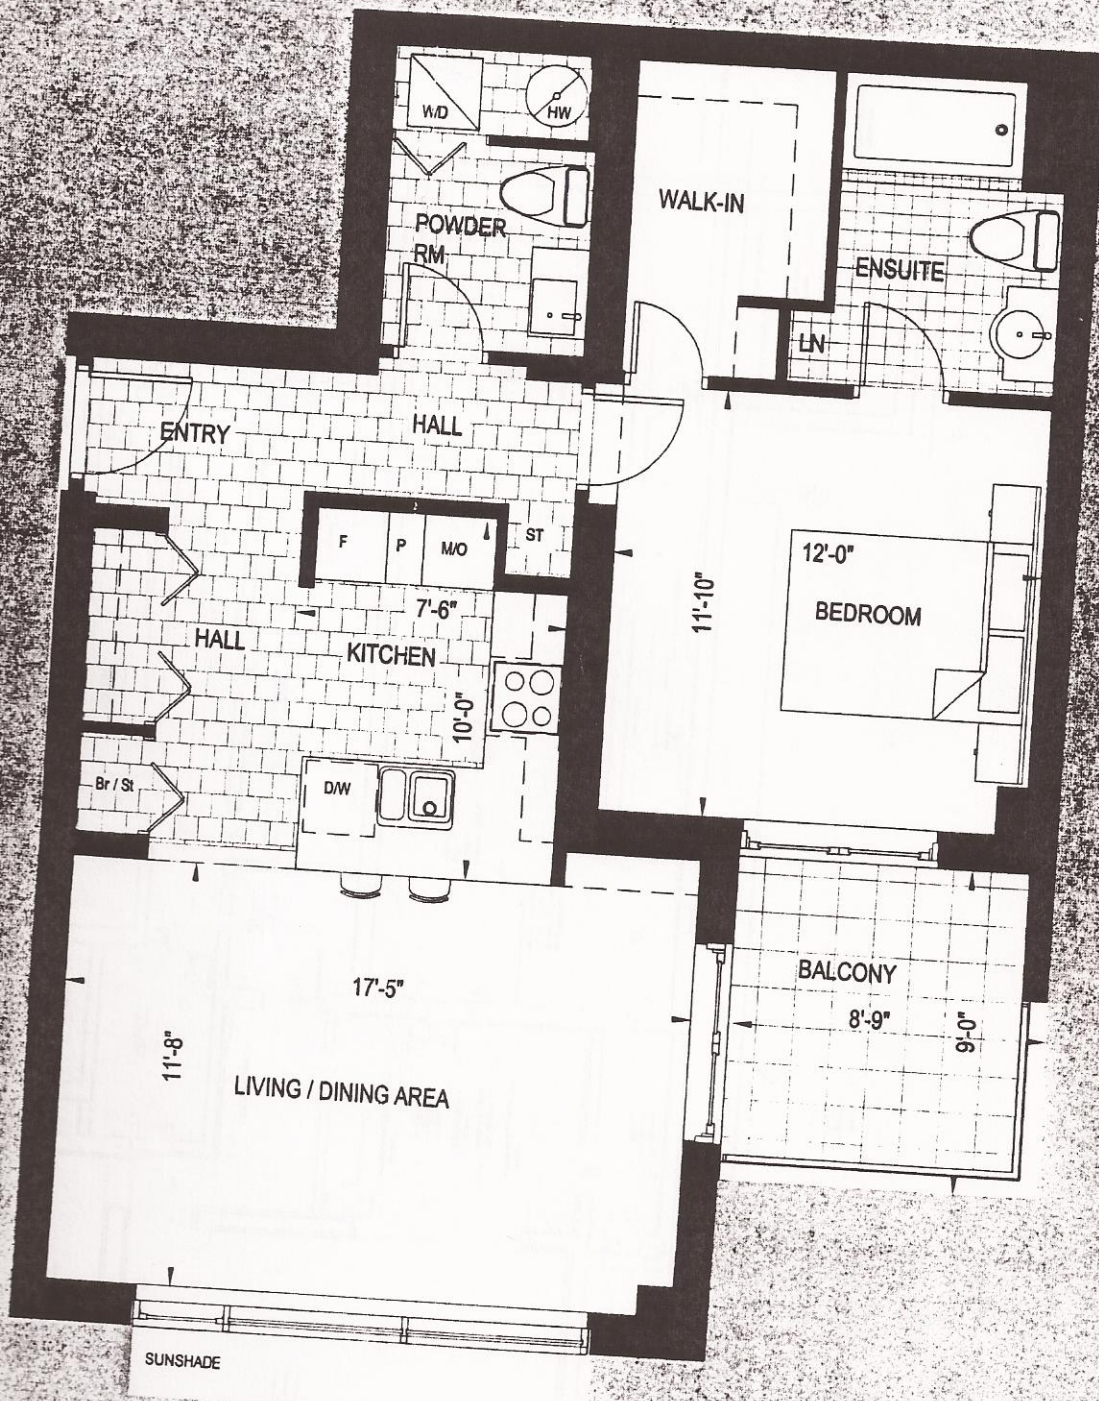 W/D
HW
POWDER
RM
WALK-IN
ENSUITE
LN
ENTRY
HALL
F
P
M/O
ST
12'-0"
11'-10"
BEDROOM
7'-6"
HALL
KITCHEN
10'-0"
Br / St
D/W
BALCONY
8'-9"
9'-0"
17'-5"
11'-8"
LIVING / DINING AREA
SUNSHADE